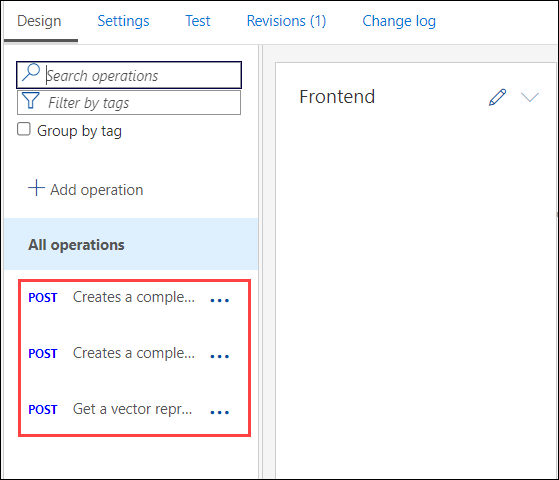 Design Settings Test Revisions (1) Change log
Search operations
Filter by tags
Group by tag
Add operation
All operations
POST Creates a comple... ...
POST Creates a comple... ...
POST Get a vector repr... ...
Frontend